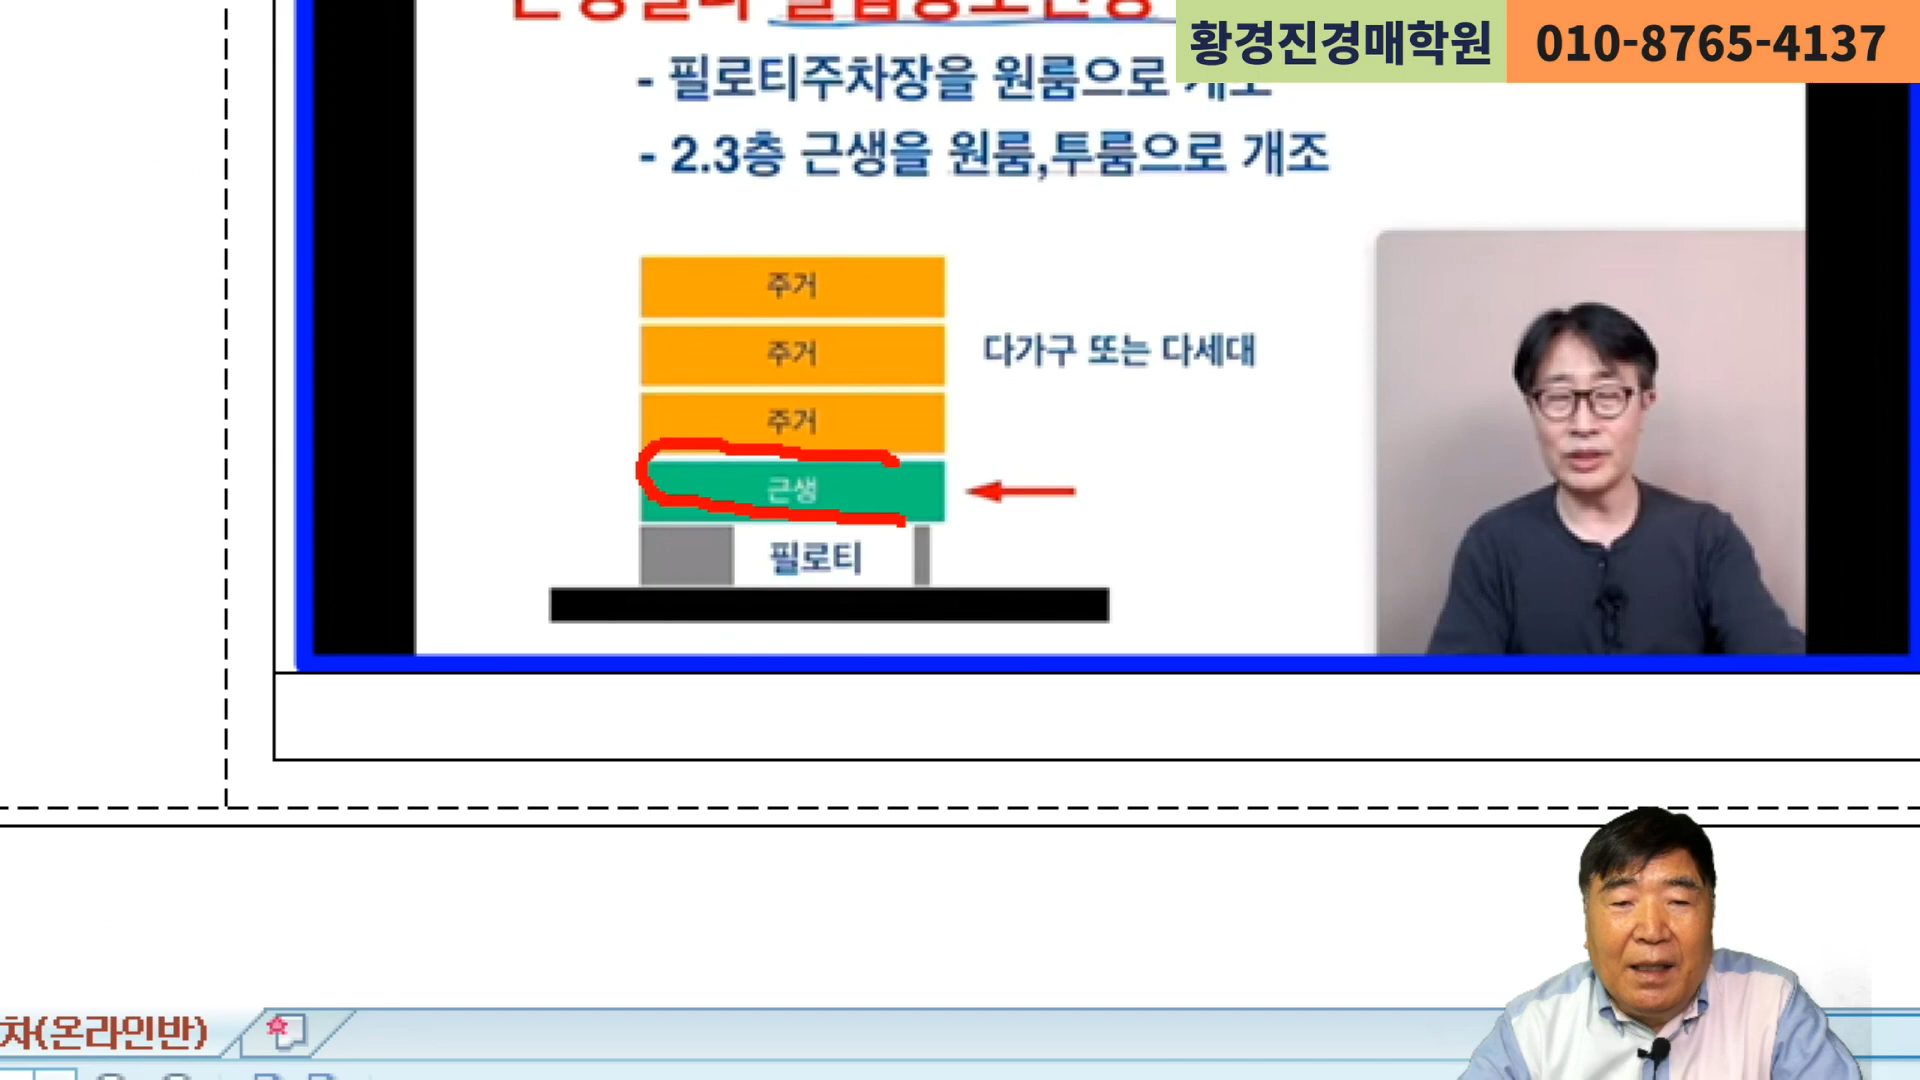 황경진경매학원 010-8765-4137
- 필로티주차장을 원룸으로
- 2.3층 근생을 원룸,투룸으로 개조
주거
주거
다가구 또는 다세대
주거
근생
필로티
차(온라인반)